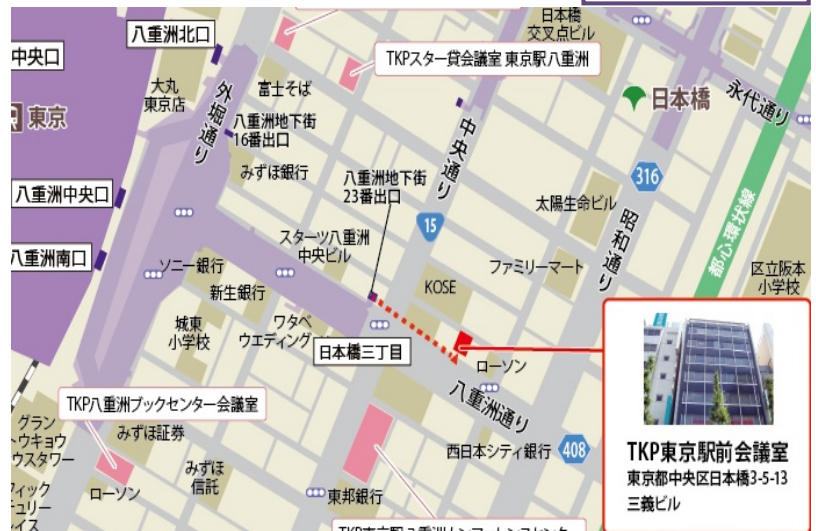 中央口
八重洲北口
日本橋
交叉点ビル
TKPスター貸会議室 東京駅八重洲
大丸
東京店
富士そば
日本橋
永代通り
東京
外堀通り
八重洲地下街
16番出口
中央通り
みずほ銀行
八重洲地下街
23番出口
316
八重洲中央口
太陽生命ビル
昭和通り
都心環状線
15
スターツ八重洲
中央ビル
八重洲南口
ソニー銀行
ファミリーマート
区立阪本
小学校
新生銀行
KOSE
城東
小学校
ワタベ
ウエディング
日本橋三丁目
ローソン
八重洲通り
TKP八重洲ブックセンター会議室
グラン
トウキョウ
ウスタワー
みずほ証券
西日本シティ銀行
408
TKP東京駅前会議室
東京都中央区日本橋3-5-13
三義ビル
みずほ
信託
ローソン
東邦銀行